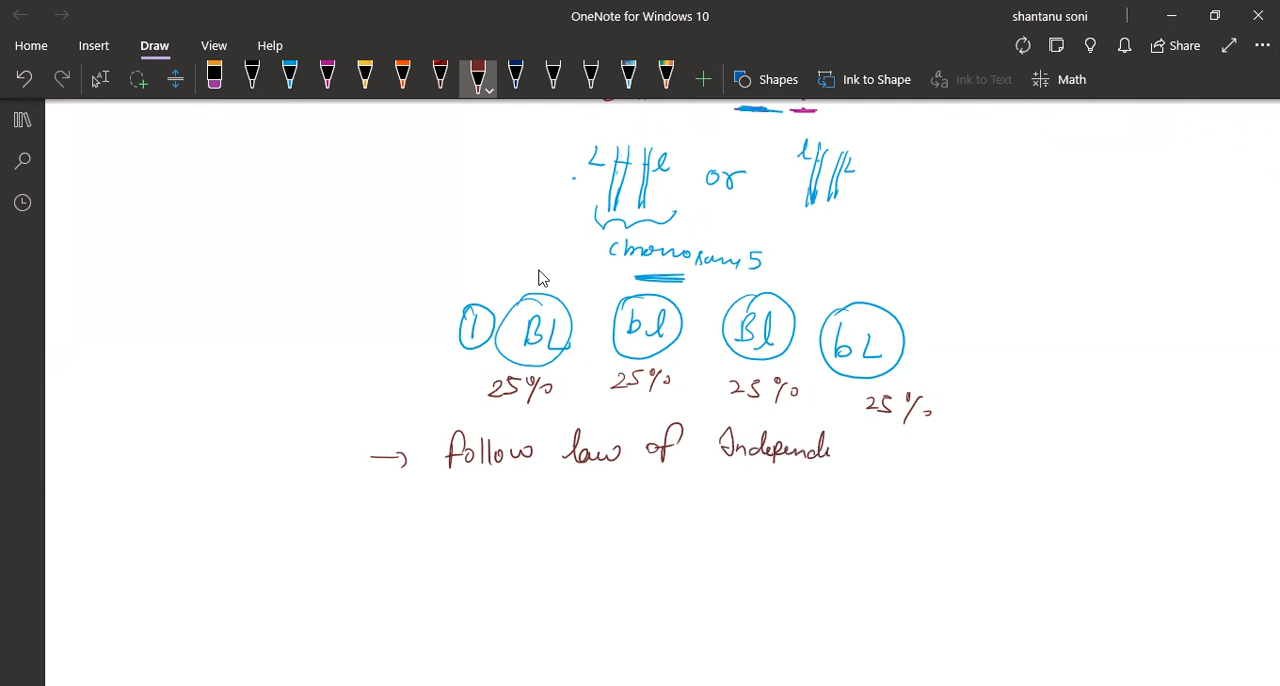 OneNote for Windows 10
shantanu soni
Home Insert Draw View Help
Share
Shapes Ink to Shape Ink to Text Math
L l or l L
chromosome 5
1 BL bl Bl bL
25% 25% 25% 25%
→ follow law of Independe